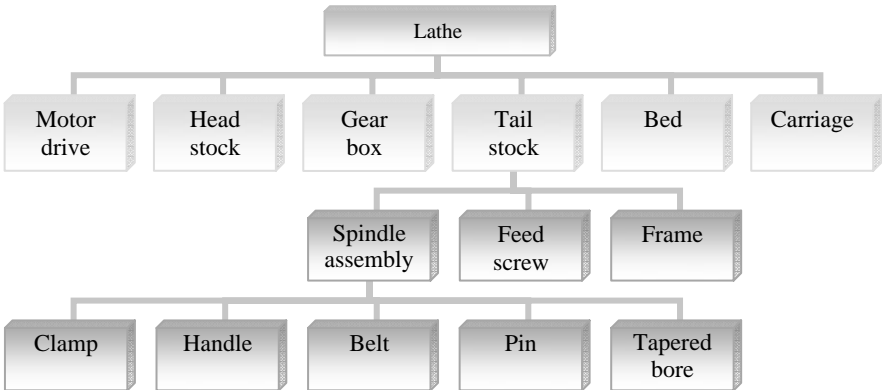 Lathe
Motor
drive
Head
stock
Gear
box
Tail
stock
Bed
Carriage
Spindle
assembly
Feed
screw
Frame
Clamp
Handle
Belt
Pin
Tapered
bore